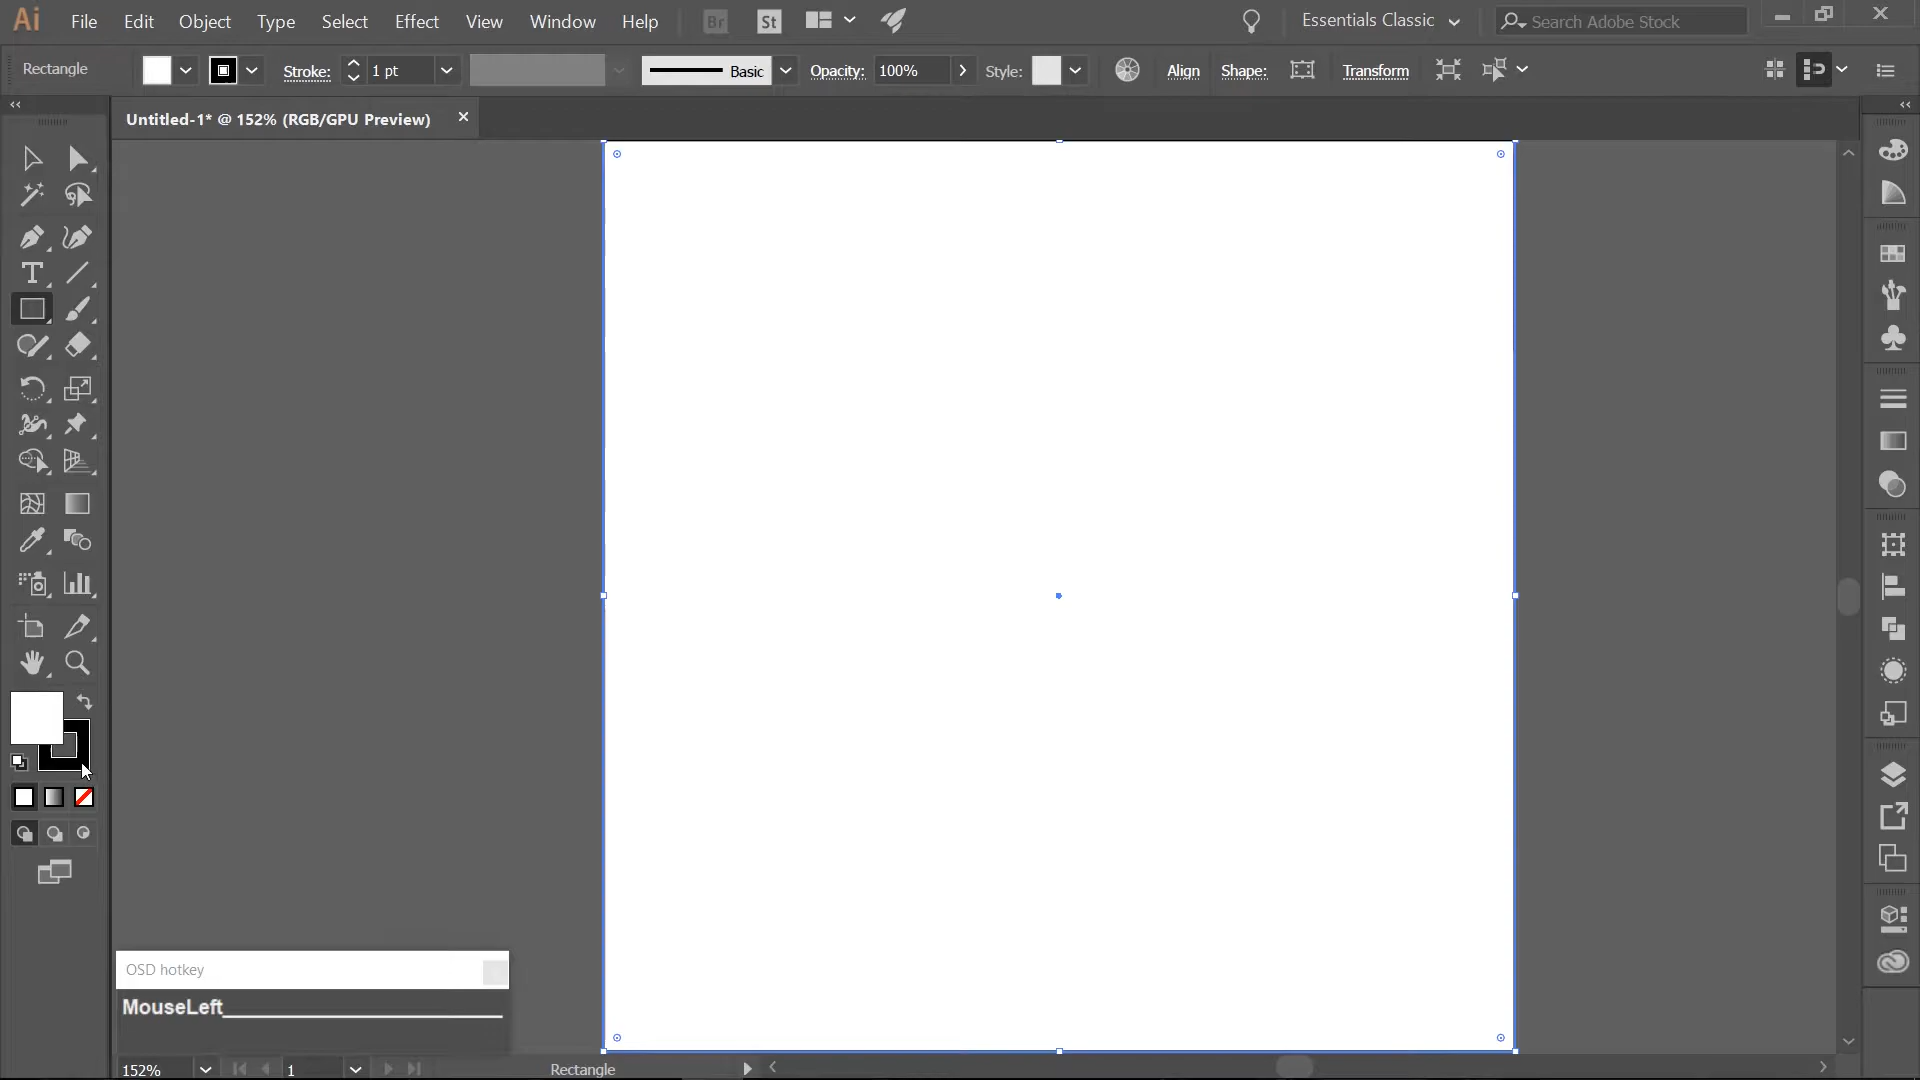 Ai File Edit Object Type Select Effect View Window Help Br St Essentials Classic Search Adobe Stock
Rectangle Stroke: 1 pt Basic Opacity: 100% Style: Align Shape: Transform
Untitled-1* @ 152% (RGB/GPU Preview)
OSD hotkey
MouseLeft
152% 1 Rectangle